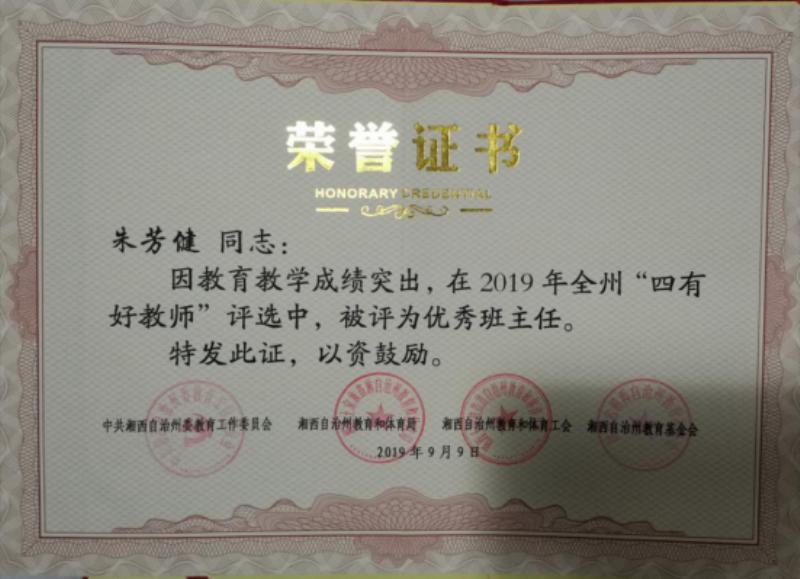 荣誉证书
HONORARY CREDENTIAL
朱芳健 同志：
因教育教学成绩突出，在2019年全州“四有
好教师”评选中，被评为优秀班主任。
特发此证，以资鼓励。
中共湘西自治州委教育工作委员会 湘西自治州教育和体育局 湘西自治州教育和体育工会 湘西自治州教育基金会
2019年9月9日